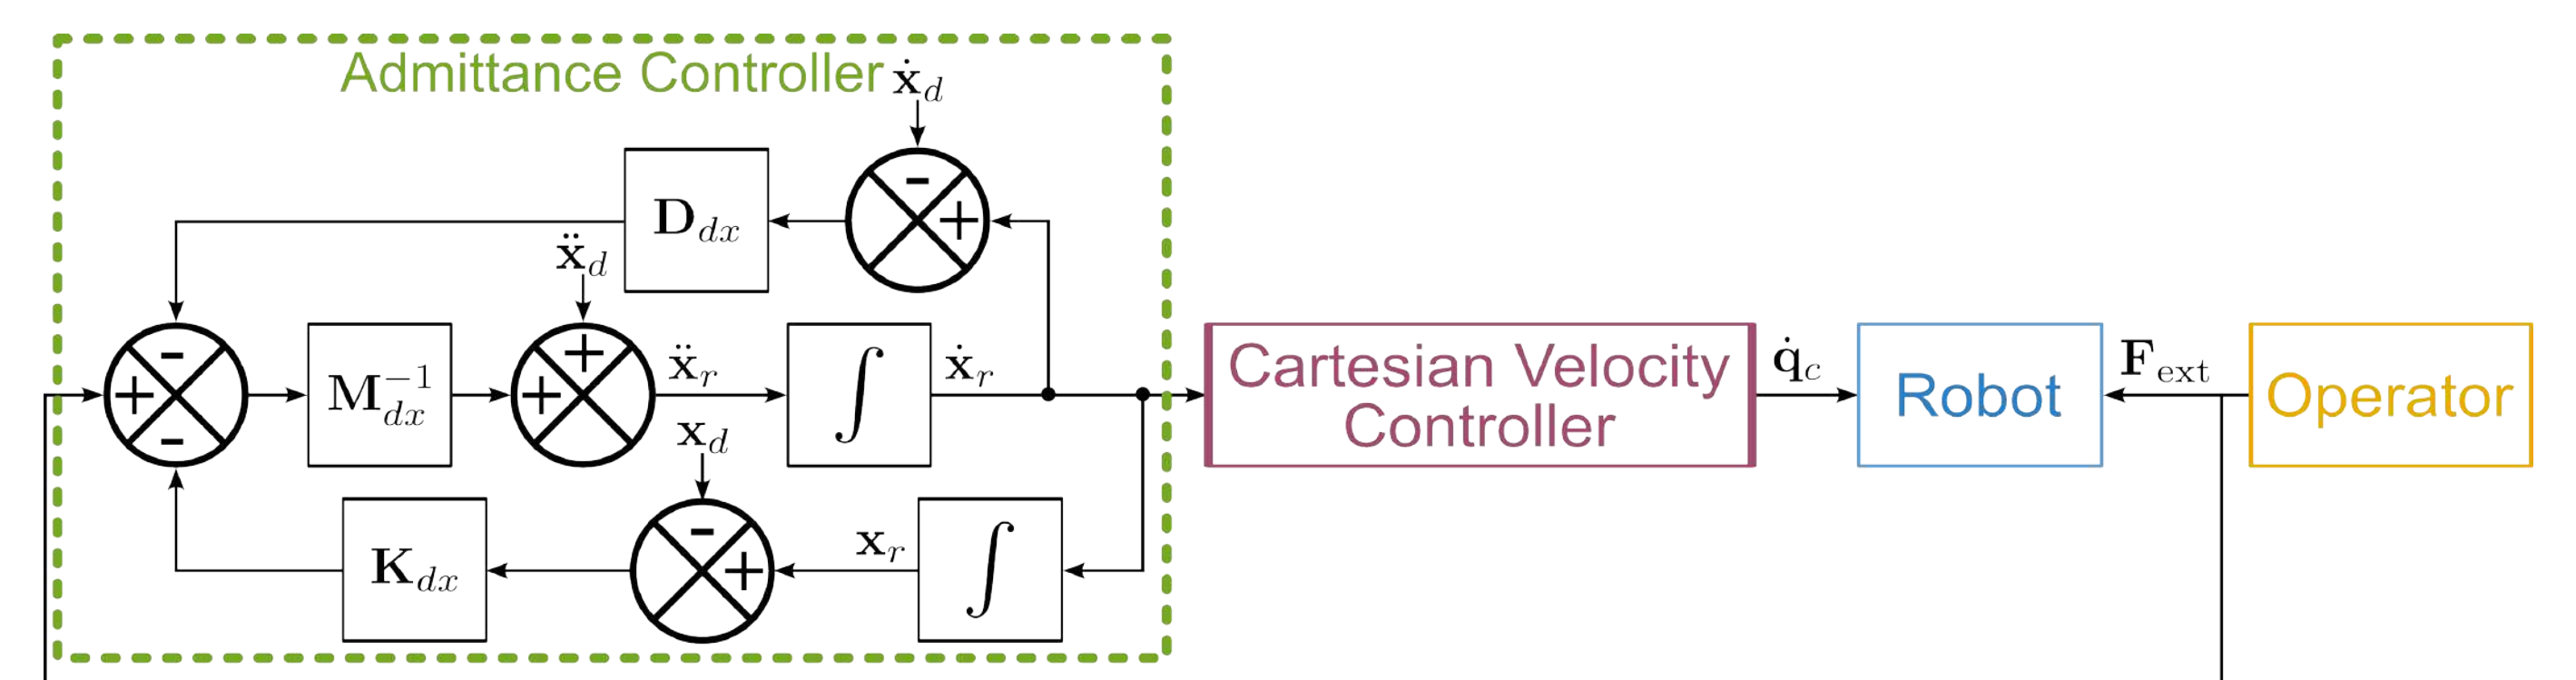 Admittance Controller
ẋ_d
-
+
D_dx
ẍ_d
-
+
-
M_dx^-1
+
+
ẍ_r
∫
ẋ_r
Cartesian Velocity
Controller
q̇_c
Robot
F_ext
Operator
x_d
-
+
K_dx
x_r
∫